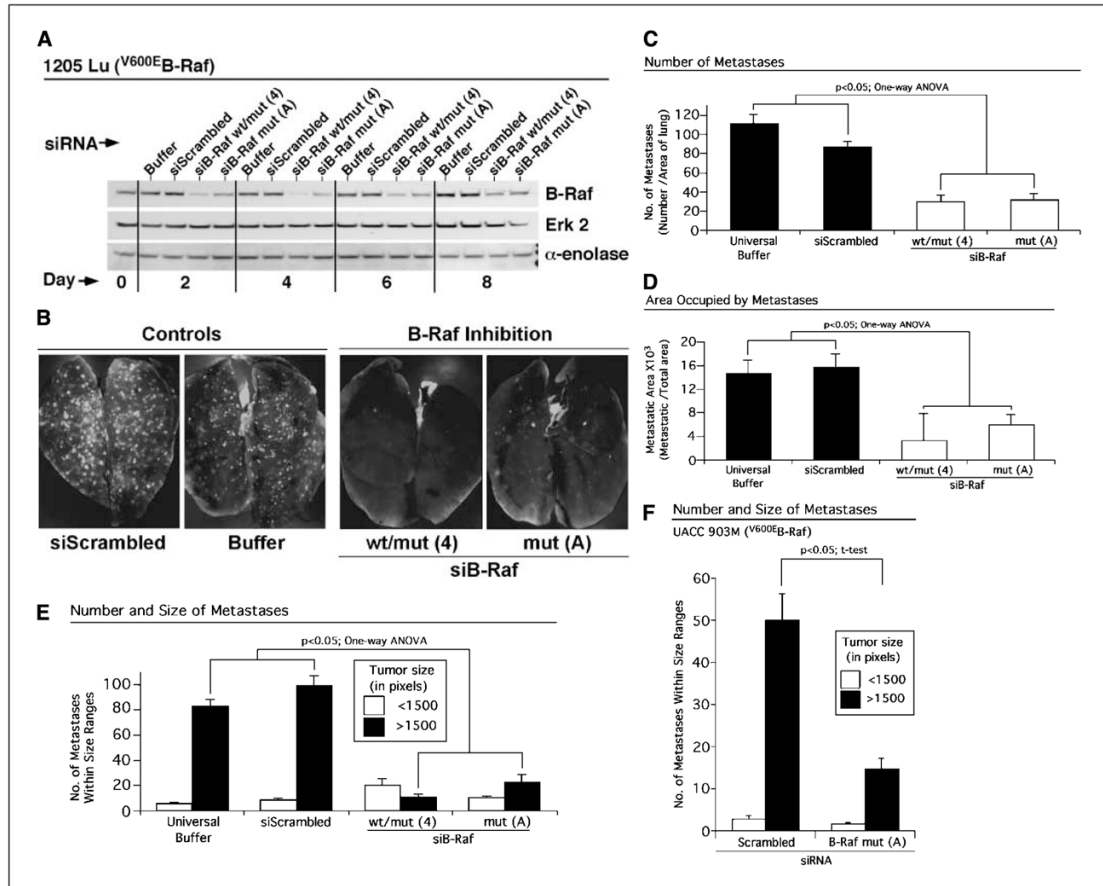 A
1205 Lu (V600EB-Raf)
siRNA
Buffer
siScrambled
siB-Raf wt/mut (4)
siB-Raf mut (A)
Buffer
siScrambled
siB-Raf wt/mut (4)
siB-Raf mut (A)
Buffer
siScrambled
siB-Raf wt/mut (4)
siB-Raf mut (A)
Buffer
siScrambled
siB-Raf wt/mut (4)
siB-Raf mut (A)
B-Raf
Erk 2
α-enolase
Day 0 2 4 6 8
B
Controls B-Raf Inhibition
siScrambled Buffer wt/mut (4) mut (A)
siB-Raf
C
Number of Metastases
p<0.05; One-way ANOVA
No. of Metastases
(Number /Area of lung)
120
100
80
60
40
20
0
Universal Buffer
siScrambled
wt/mut (4)
mut (A)
siB-Raf
D
Area Occupied by Metastases
p<0.05; One-way ANOVA
Metastatic Area X10³
(Metastatic /Total area)
20
16
12
8
4
0
Universal Buffer
siScrambled
wt/mut (4)
mut (A)
siB-Raf
E Number and Size of Metastases
p<0.05; One-way ANOVA
Tumor size
(in pixels)
<1500
>1500
No. of Metastases
Within Size Ranges
100
80
60
40
20
0
Universal Buffer
siScrambled
wt/mut (4)
mut (A)
siB-Raf
F Number and Size of Metastases
UACC 903M (V600EB-Raf)
p<0.05; t-test
Tumor size
(in pixels)
<1500
>1500
No. of Metastases Within Size Ranges
60
50
40
30
20
10
0
Scrambled
B-Raf mut (A)
siRNA